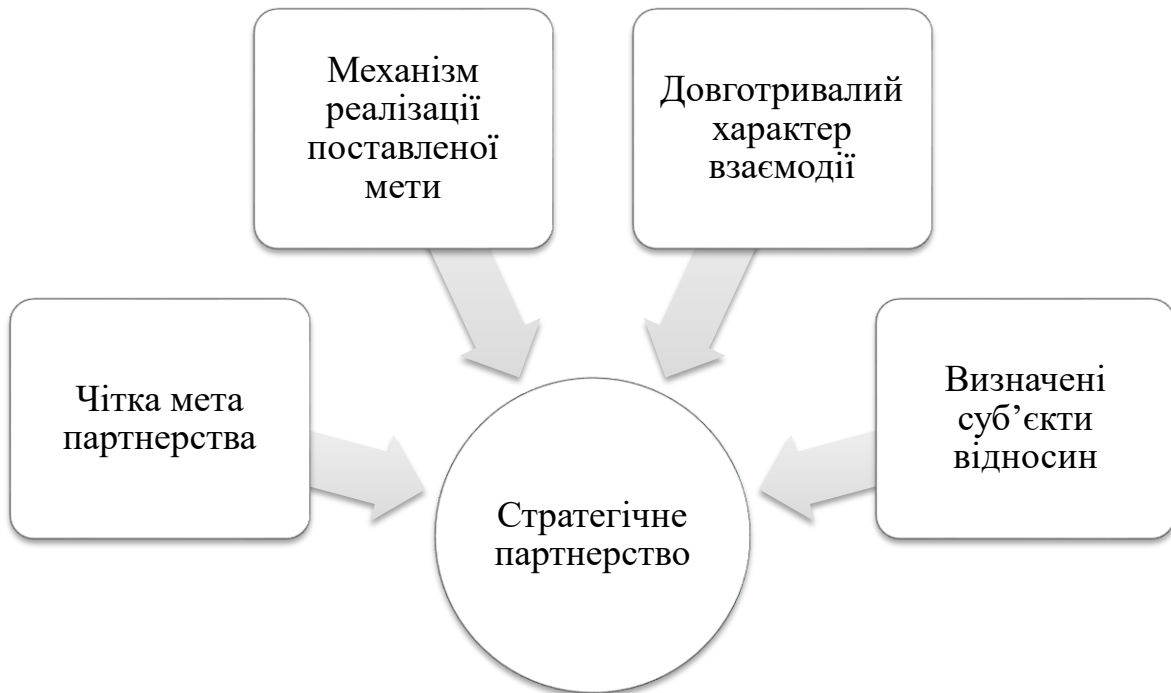 Механізм
реалізації
поставленої
мети
Довготривалий
характер
взаємодії
Чітка мета
партнерства
Визначені
суб’єкти
відносин
Стратегічне
партнерство